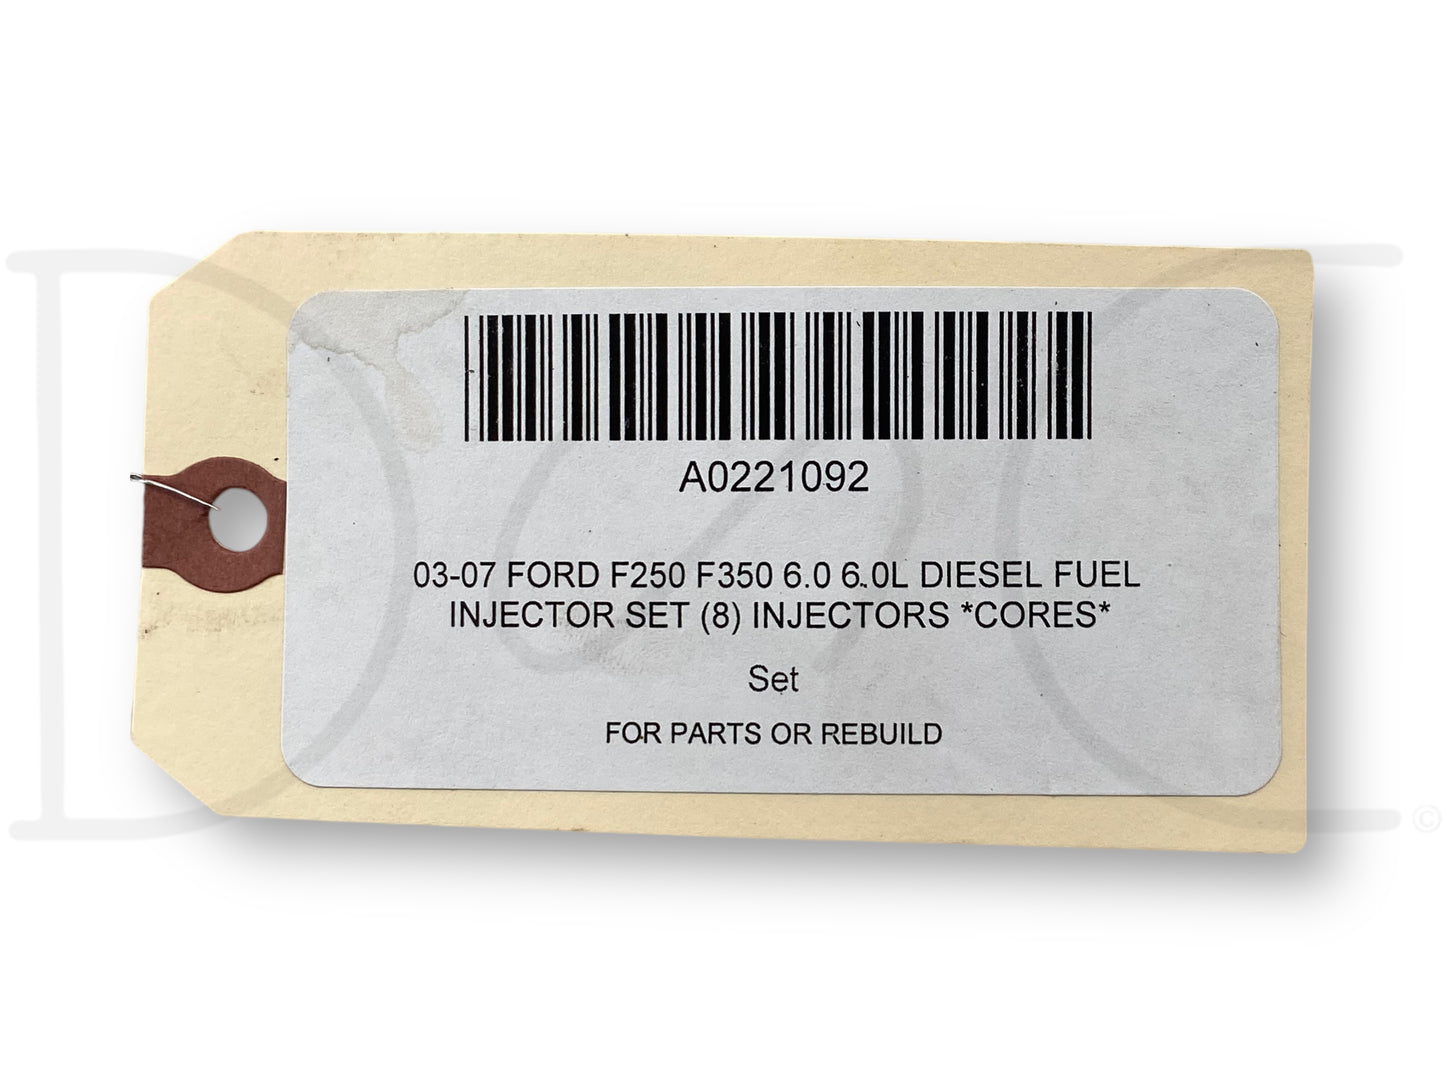 A0221092
03-07 FORD F250 F350 6.0 6.0L DIESEL FUEL
INJECTOR SET (8) INJECTORS *CORES*
Set
FOR PARTS OR REBUILD
©